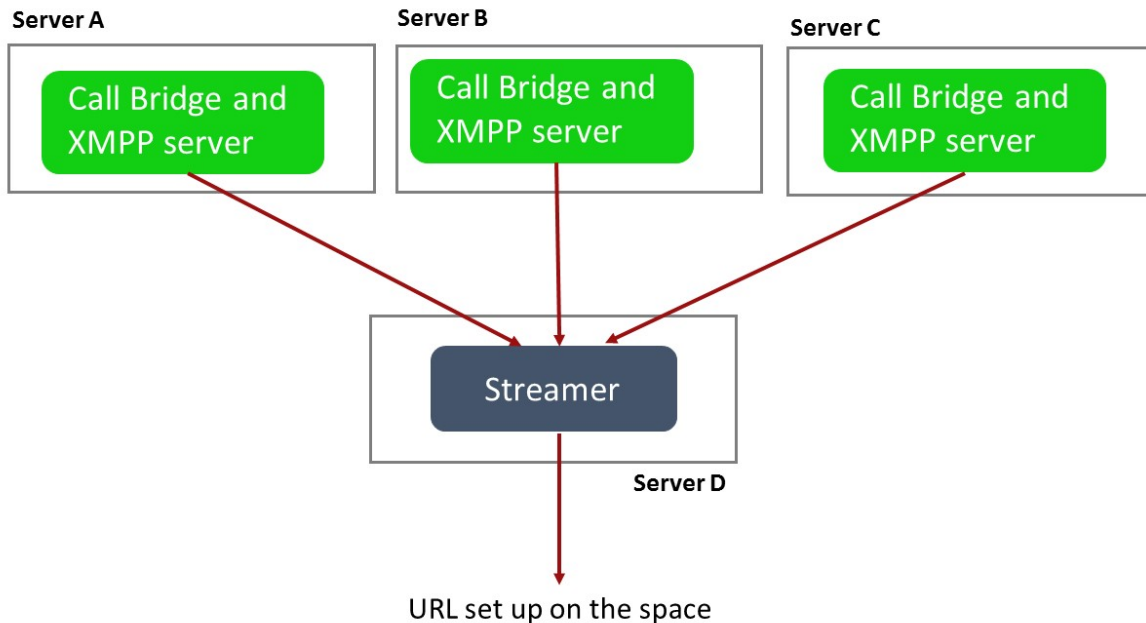 Server A
Server B
Server C
Call Bridge and
XMPP server
Call Bridge and
XMPP server
Call Bridge and
XMPP server
Streamer
Server D
URL set up on the space